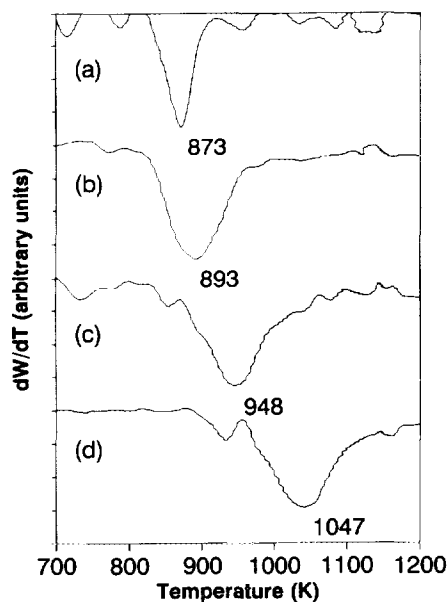 (a)
873
(b)
893
(c)
948
(d)
1047
dW/dT (arbitrary units)
700 800 900 1000 1100 1200
Temperature (K)